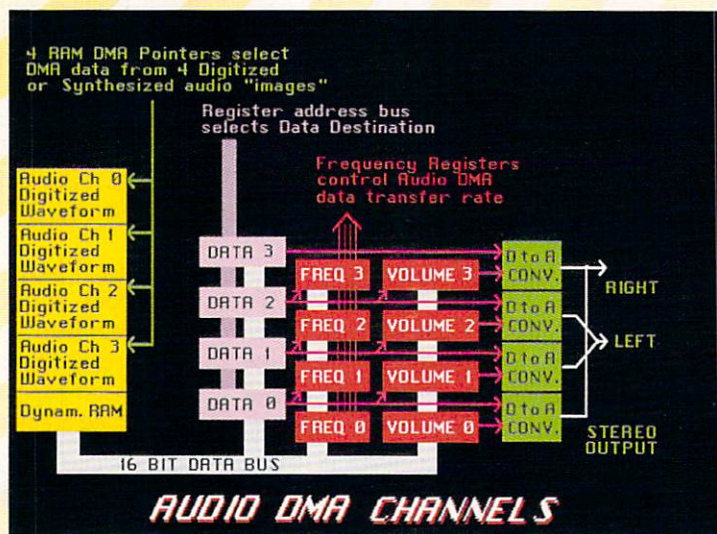 4 RAM DMA Pointers select
DMA data from 4 Digitized
or Synthesized audio "images"
Register address bus
selects Data Destination
Frequency Registers
control Audio DMA
data transfer rate
Audio Ch 0
Digitized
Waveform
Audio Ch 1
Digitized
Waveform
Audio Ch 2
Digitized
Waveform
Audio Ch 3
Digitized
Waveform
Dynam. RAM
DATA 3
DATA 2
DATA 1
DATA 0
FREQ 3
FREQ 2
FREQ 1
FREQ 0
VOLUME 3
VOLUME 2
VOLUME 1
VOLUME 0
D to A
CONV.
D to A
CONV.
D to A
CONV.
D to A
CONV.
RIGHT
LEFT
STEREO
OUTPUT
16 BIT DATA BUS
AUDIO DMA CHANNELS